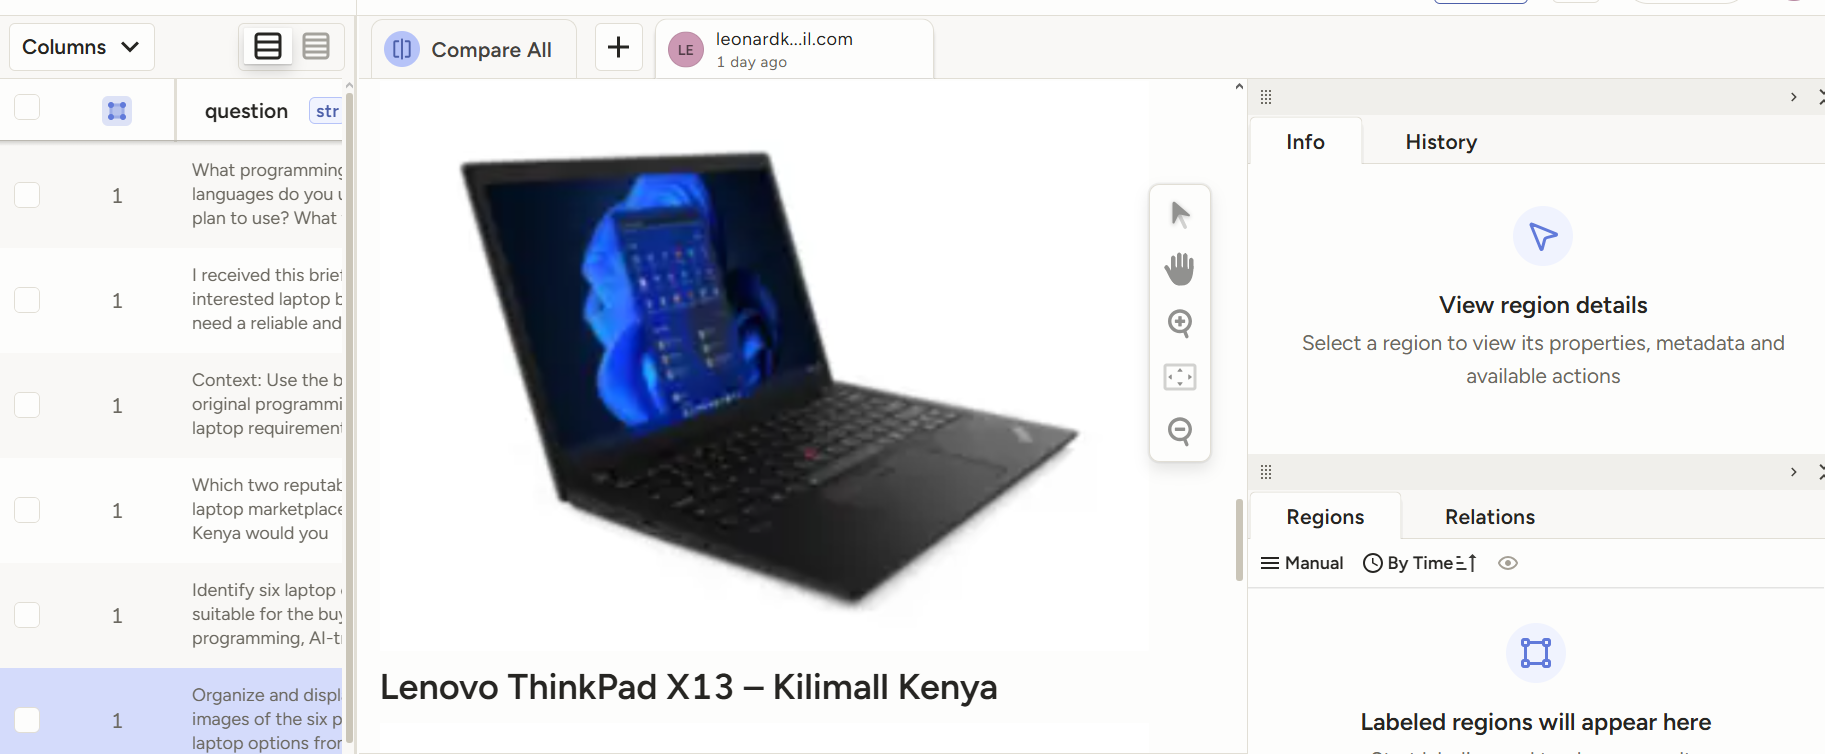 Columns
Compare All
LE
leonardk...il.com
1 day ago
question
str
What programming
languages do you u
plan to use? What
1
I received this brief
interested laptop b
need a reliable and
1
Context: Use the b
original programmi
laptop requirement
1
Which two reputab
laptop marketplace
Kenya would you
1
Identify six laptop
suitable for the buy
programming, AI-t
1
Organize and displ
images of the six p
laptop options fror
1
Lenovo ThinkPad X13 – Kilimall Kenya
Info
History
View region details
Select a region to view its properties, metadata and
available actions
Regions
Relations
Manual
By Time
Labeled regions will appear here